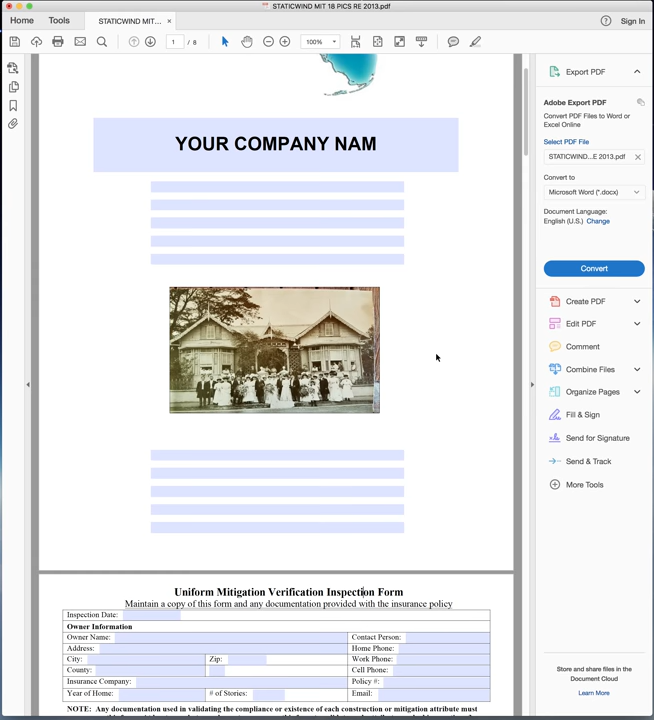 STATICWIND MIT 18 PICS RE 2013.pdf
Home Tools STATICWIND MIT... × ? Sign In
1 / 8 100%
Export PDF
Adobe Export PDF
Convert PDF Files to Word or
Excel Online
Select PDF File
STATICWIND...E 2013.pdf ×
Convert to
Microsoft Word (*.docx)
Document Language:
English (U.S.) Change
Convert
Create PDF
Edit PDF
Comment
Combine Files
Organize Pages
Fill & Sign
Send for Signature
Send & Track
More Tools
Store and share files in the
Document Cloud
Learn More
YOUR COMPANY NAM
Uniform Mitigation Verification Inspection Form
Maintain a copy of this form and any documentation provided with the insurance policy
Inspection Date:
Owner Information
Owner Name: Contact Person:
Address: Home Phone:
City: Zip: Work Phone:
County: Cell Phone:
Insurance Company: Policy #:
Year of Home: # of Stories: Email:
NOTE: Any documentation used in validating the compliance or existence of each construction or mitigation attribute must